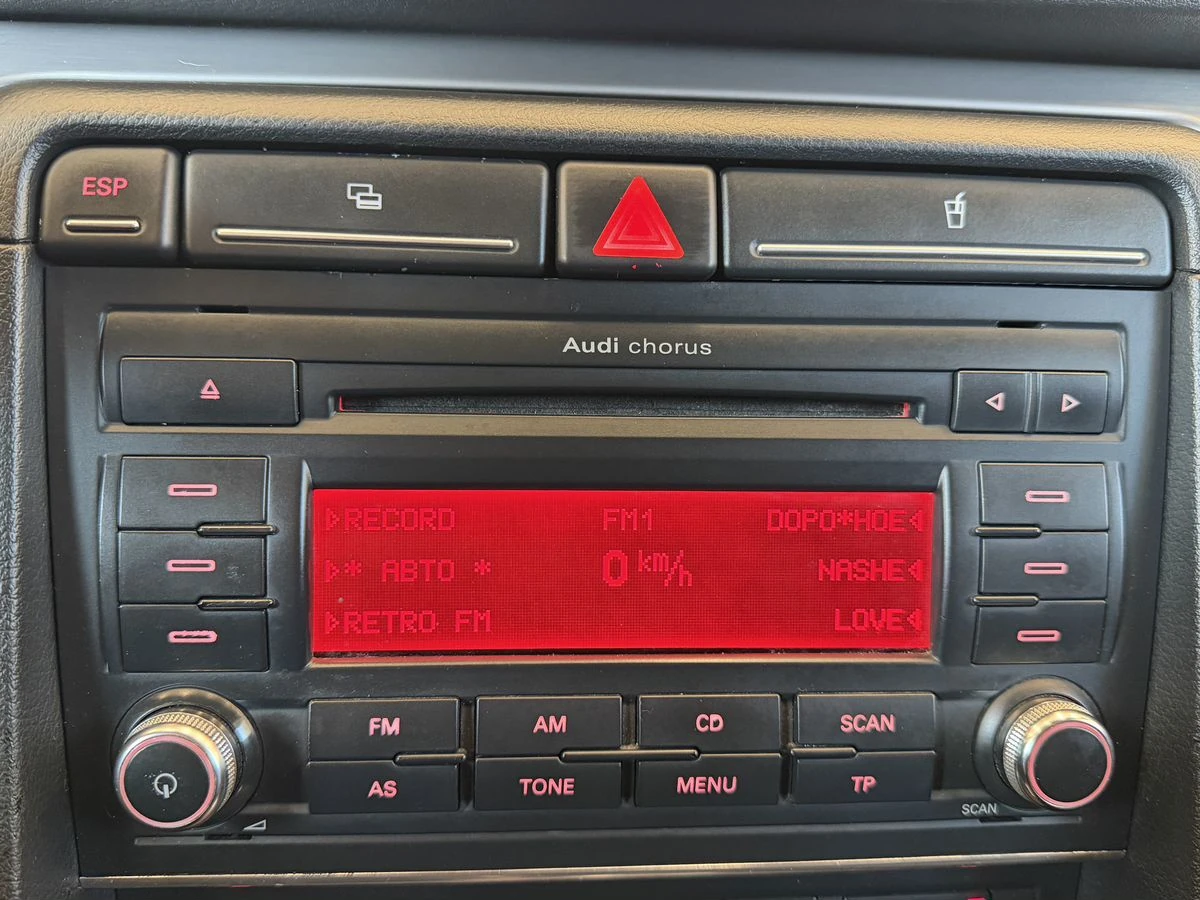 ESP
Audi chorus
RECORD FM1 DOPO*HOE
* ABTO * 0 km/h NASHE
RETRO FM LOVE
FM AM CD SCAN
AS TONE MENU TP
SCAN